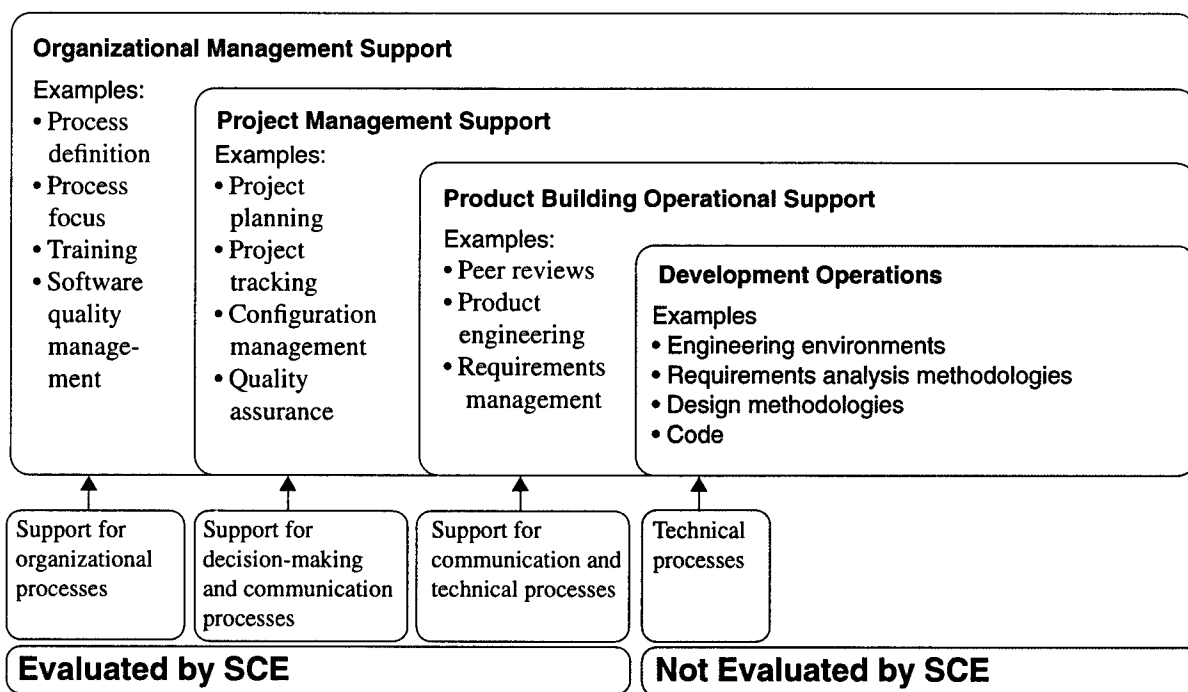 Organizational Management Support
Examples:
• Process
definition
• Process
focus
• Training
• Software
quality
manage-
ment
Project Management Support
Examples:
• Project
planning
• Project
tracking
• Configuration
management
• Quality
assurance
Product Building Operational Support
Examples:
• Peer reviews
• Product
engineering
• Requirements
management
Development Operations
Examples
• Engineering environments
• Requirements analysis methodologies
• Design methodologies
• Code
Support for
organizational
processes
Support for
decision-making
and communication
processes
Support for
communication and
technical processes
Technical
processes
Evaluated by SCE
Not Evaluated by SCE